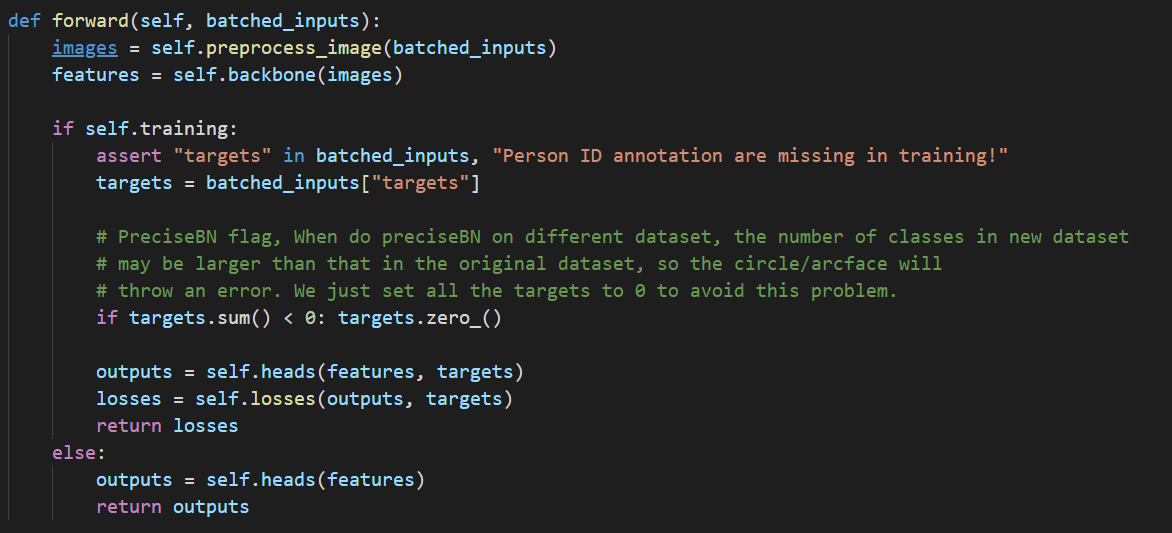 def forward(self, batched_inputs):
    images = self.preprocess_image(batched_inputs)
    features = self.backbone(images)

    if self.training:
        assert "targets" in batched_inputs, "Person ID annotation are missing in training!"
        targets = batched_inputs["targets"]

        # PreciseBN flag, When do preciseBN on different dataset, the number of classes in new dataset
        # may be larger than that in the original dataset, so the circle/arcface will
        # throw an error. We just set all the targets to 0 to avoid this problem.
        if targets.sum() < 0: targets.zero_()

        outputs = self.heads(features, targets)
        losses = self.losses(outputs, targets)
        return losses
    else:
        outputs = self.heads(features)
        return outputs